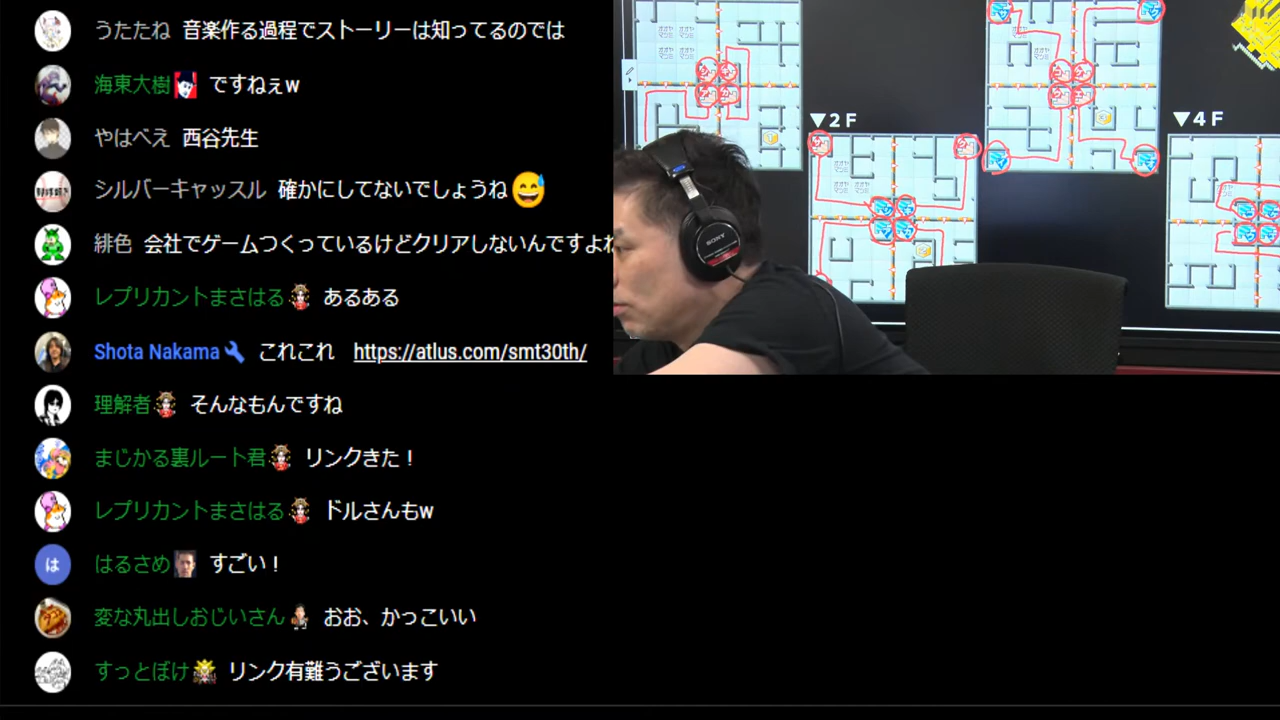 うたたね 音楽作る過程でストーリーは知ってるのでは
海東大樹 ですねぇw
やはべえ 西谷先生
シルバーキャッスル 確かにしてないでしょうね😅
緋色 会社でゲームつくっているけどクリアしないんですよね
レプリカントまさはる あるある
Shota Nakama これこれ https://atlus.com/smt30th/
理解者 そんなもんですね
まじかる裏ルート君 リンクきた！
レプリカントまさはる ドルさんもw
は
はるさめ すごい！
変な丸出しおじいさん おお、かっこいい
すっとぼけ リンク有難うございます
▼2F
▼4F
SONY